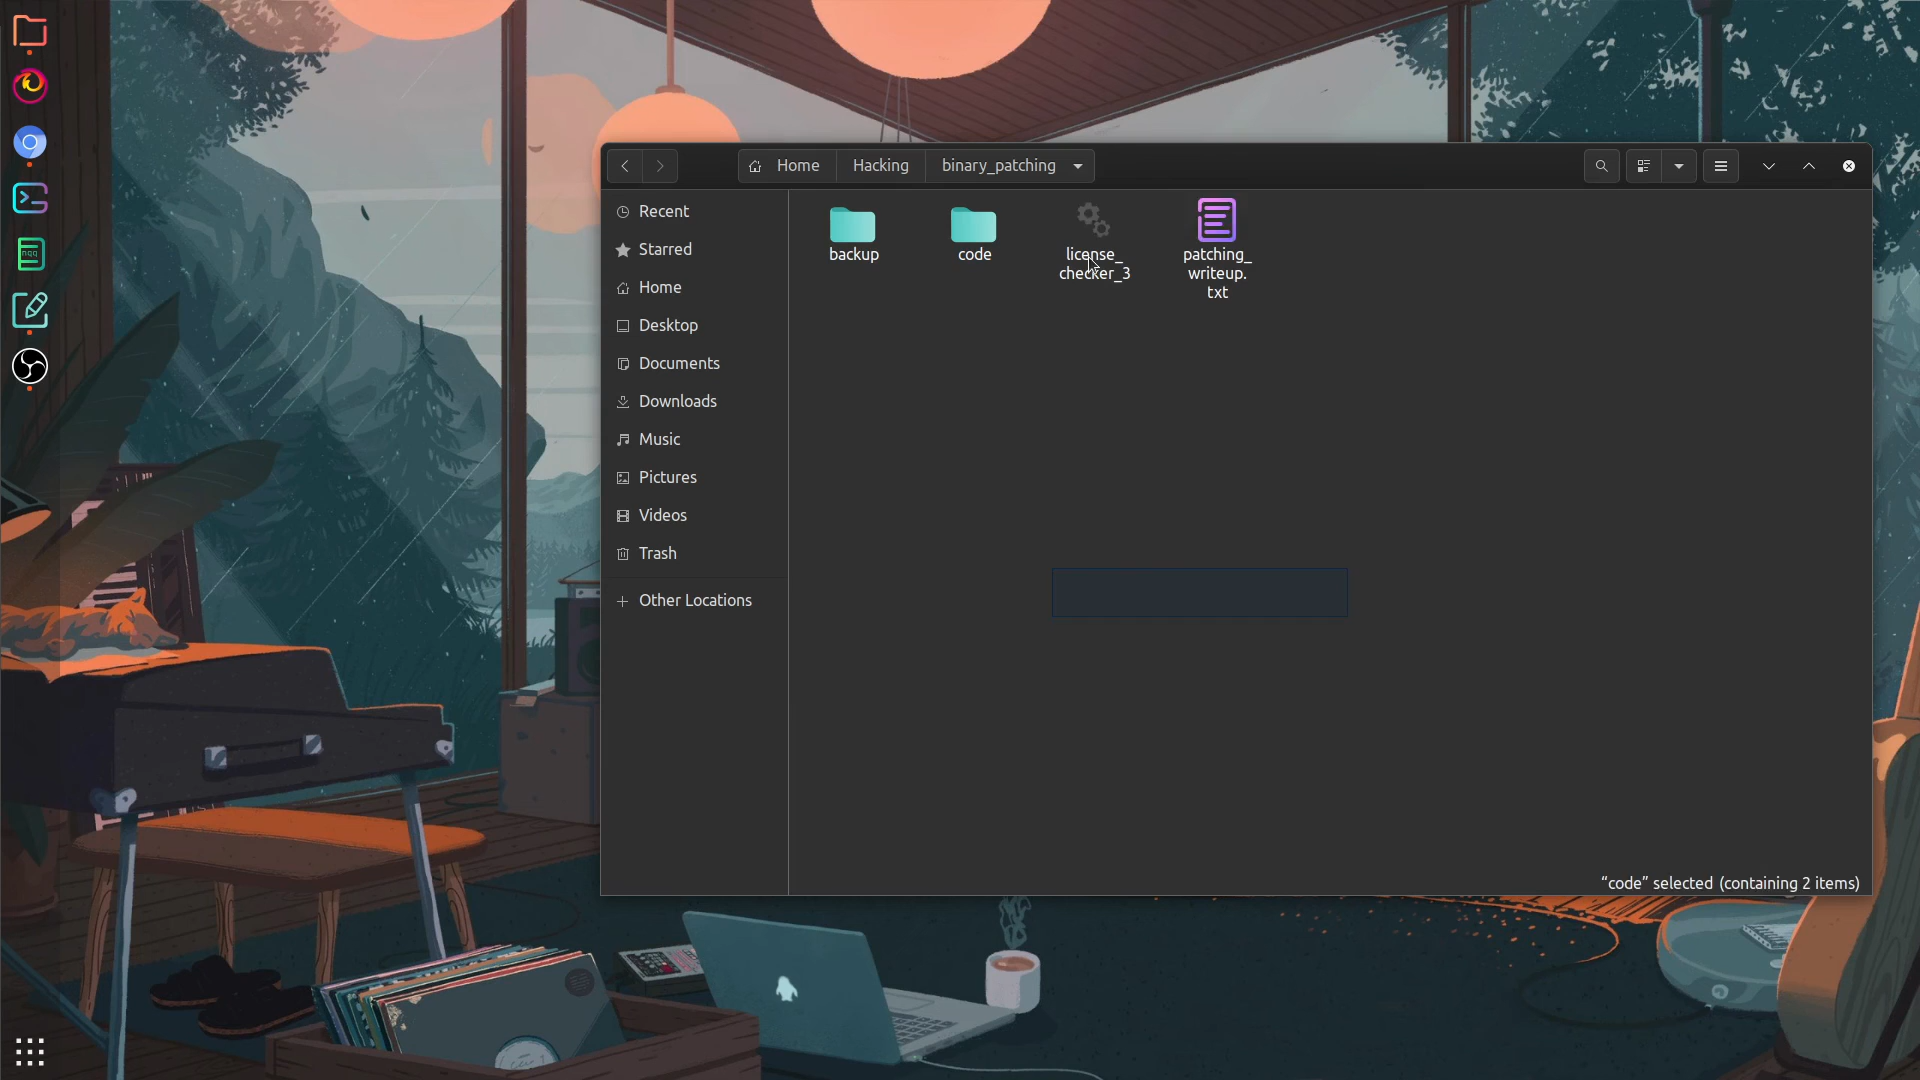 Home
Hacking
binary_patching
Recent
Starred
Home
Desktop
Documents
Downloads
Music
Pictures
Videos
Trash
Other Locations
backup
code
license_
checker_3
patching_
writeup.
txt
“code” selected (containing 2 items)
nqq